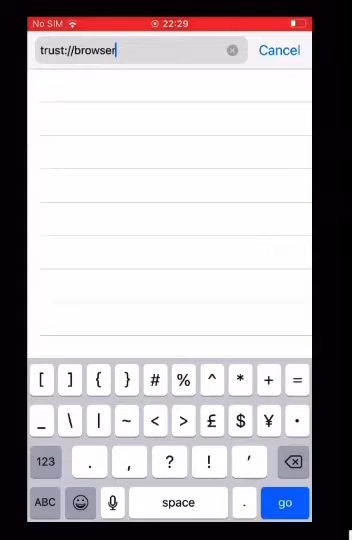 No SIM 22:29
trust://browser Cancel
[ ] { } # % ^ * + =
_ \ | ~ < > £ $ ¥ •
123 . , ? ! ’
ABC space . go